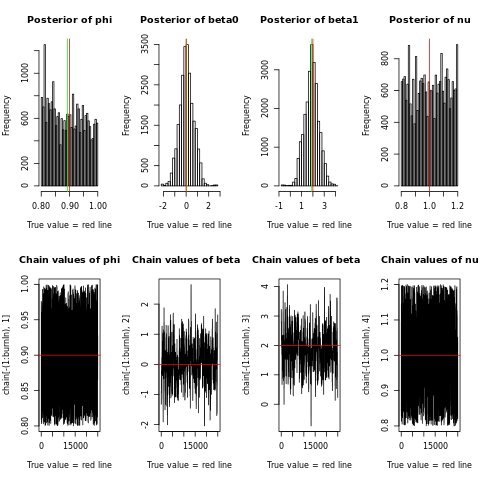 Posterior of phi
Posterior of beta0
Posterior of beta1
Posterior of nu
Frequency
0 200 600 1000
0.80 0.90 1.00
True value = red line
Frequency
0 500 1500 2500 3500
-2 0 2
True value = red line
Frequency
0 1000 2000 3000
-1 1 3
True value = red line
Frequency
0 200 400 600 800
0.8 1.0 1.2
True value = red line
Chain values of phi
Chain values of beta
Chain values of beta
Chain values of nu
chain[-(1:burnIn), 1]
0.80 0.85 0.90 0.95 1.00
0 15000
True value = red line
chain[-(1:burnIn), 2]
-2 -1 0 1 2
0 15000
True value = red line
chain[-(1:burnIn), 3]
0 1 2 3 4
0 15000
True value = red line
chain[-(1:burnIn), 4]
0.8 0.9 1.0 1.1 1.2
0 15000
True value = red line